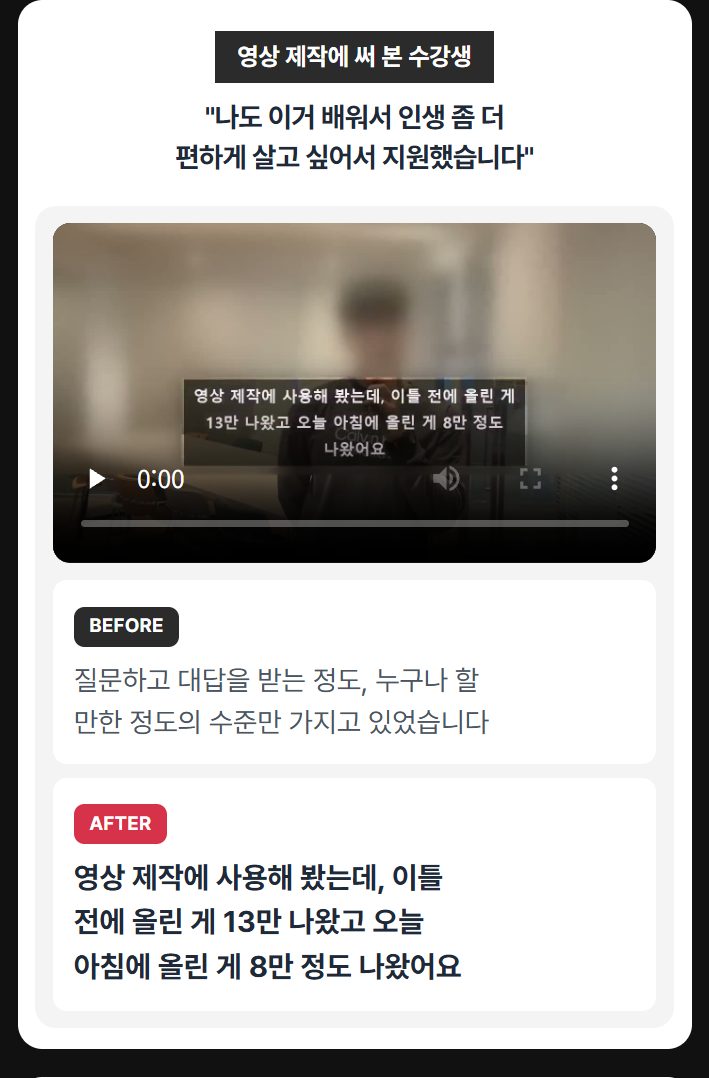 영상 제작에 써 본 수강생
"나도 이거 배워서 인생 좀 더
편하게 살고 싶어서 지원했습니다"
영상 제작에 사용해 봤는데, 이틀 전에 올린 게
13만 나왔고 오늘 아침에 올린 게 8만 정도
나왔어요
0:00
BEFORE
질문하고 대답을 받는 정도, 누구나 할
만한 정도의 수준만 가지고 있었습니다
AFTER
영상 제작에 사용해 봤는데, 이틀
전에 올린 게 13만 나왔고 오늘
아침에 올린 게 8만 정도 나왔어요